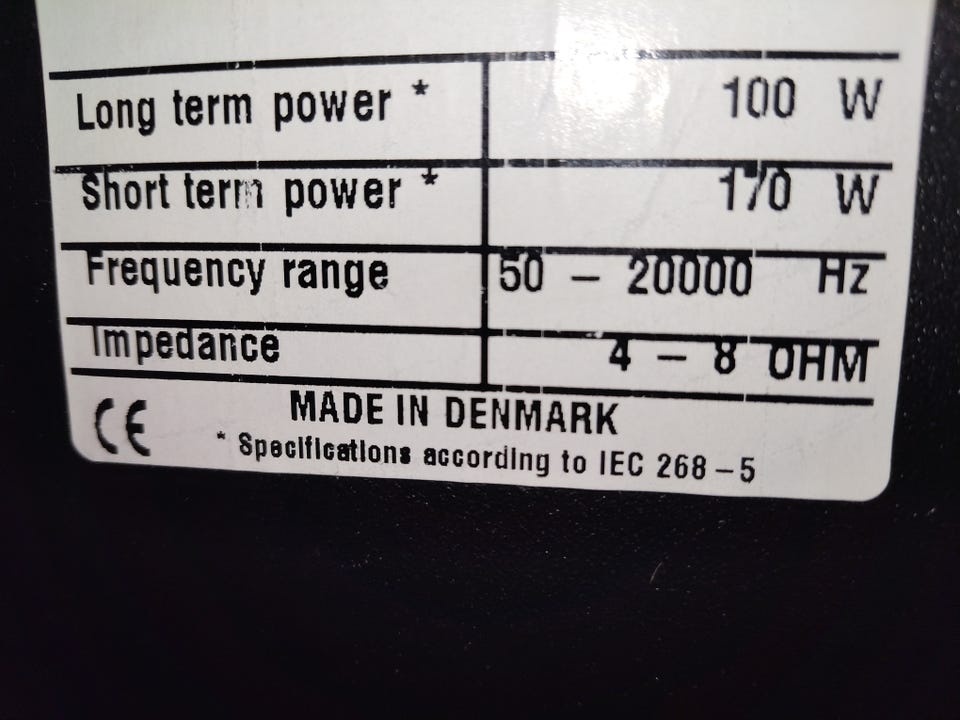 Long term power * 100 W
Short term power * 170 W
Frequency range 50 – 20000 Hz
Impedance 4 – 8 OHM
CE MADE IN DENMARK
* Specifications according to IEC 268–5